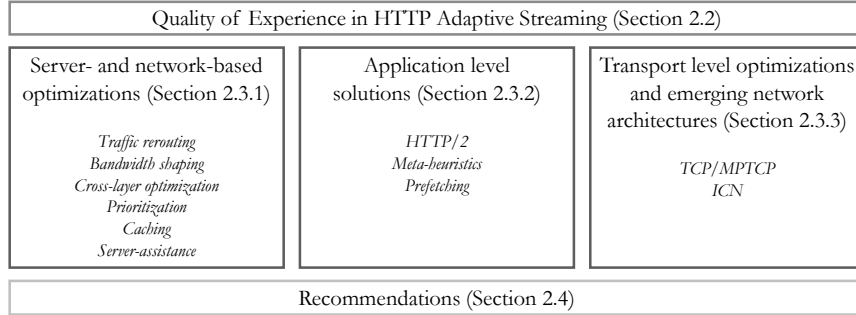 Quality of Experience in HTTP Adaptive Streaming (Section 2.2)
Server- and network-based
optimizations (Section 2.3.1)
Traffic rerouting
Bandwidth shaping
Cross-layer optimization
Prioritization
Caching
Server-assistance
Application level
solutions (Section 2.3.2)
HTTP/2
Meta-heuristics
Prefetching
Transport level optimizations
and emerging network
architectures (Section 2.3.3)
TCP/MPTCP
ICN
Recommendations (Section 2.4)